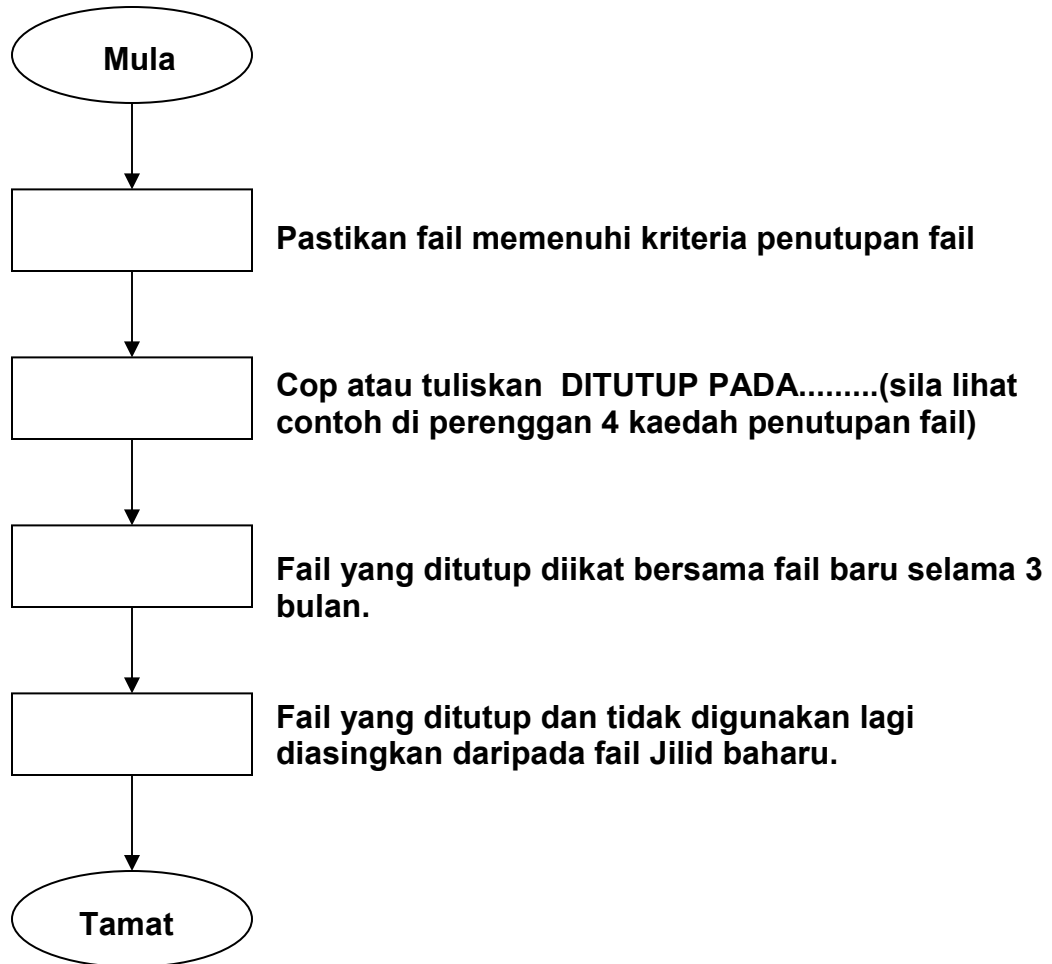 Mula
Pastikan fail memenuhi kriteria penutupan fail
Cop atau tuliskan  DITUTUP PADA.........(sila lihat
contoh di perenggan 4 kaedah penutupan fail)
Fail yang ditutup diikat bersama fail baru selama 3
bulan.
Fail yang ditutup dan tidak digunakan lagi
diasingkan daripada fail Jilid baharu.
Tamat